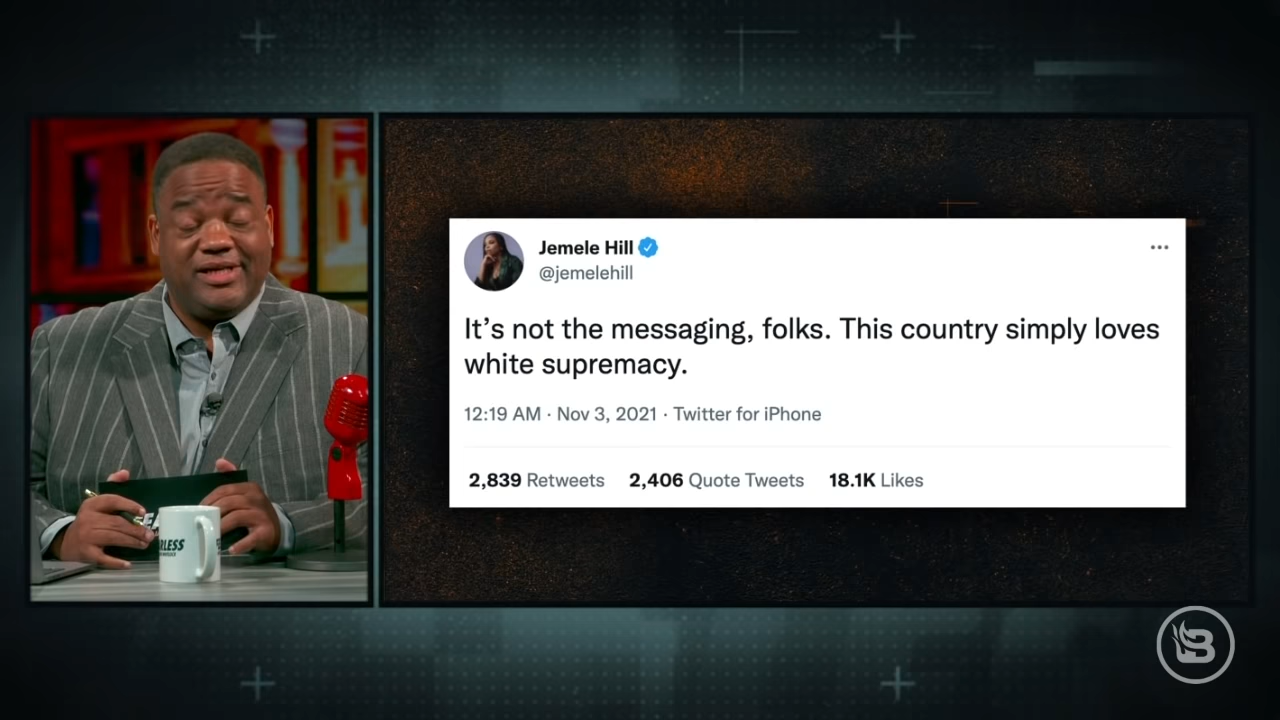 Jemele Hill
@jemelehill
It’s not the messaging, folks. This country simply loves
white supremacy.
12:19 AM · Nov 3, 2021 · Twitter for iPhone
2,839 Retweets 2,406 Quote Tweets 18.1K Likes
B